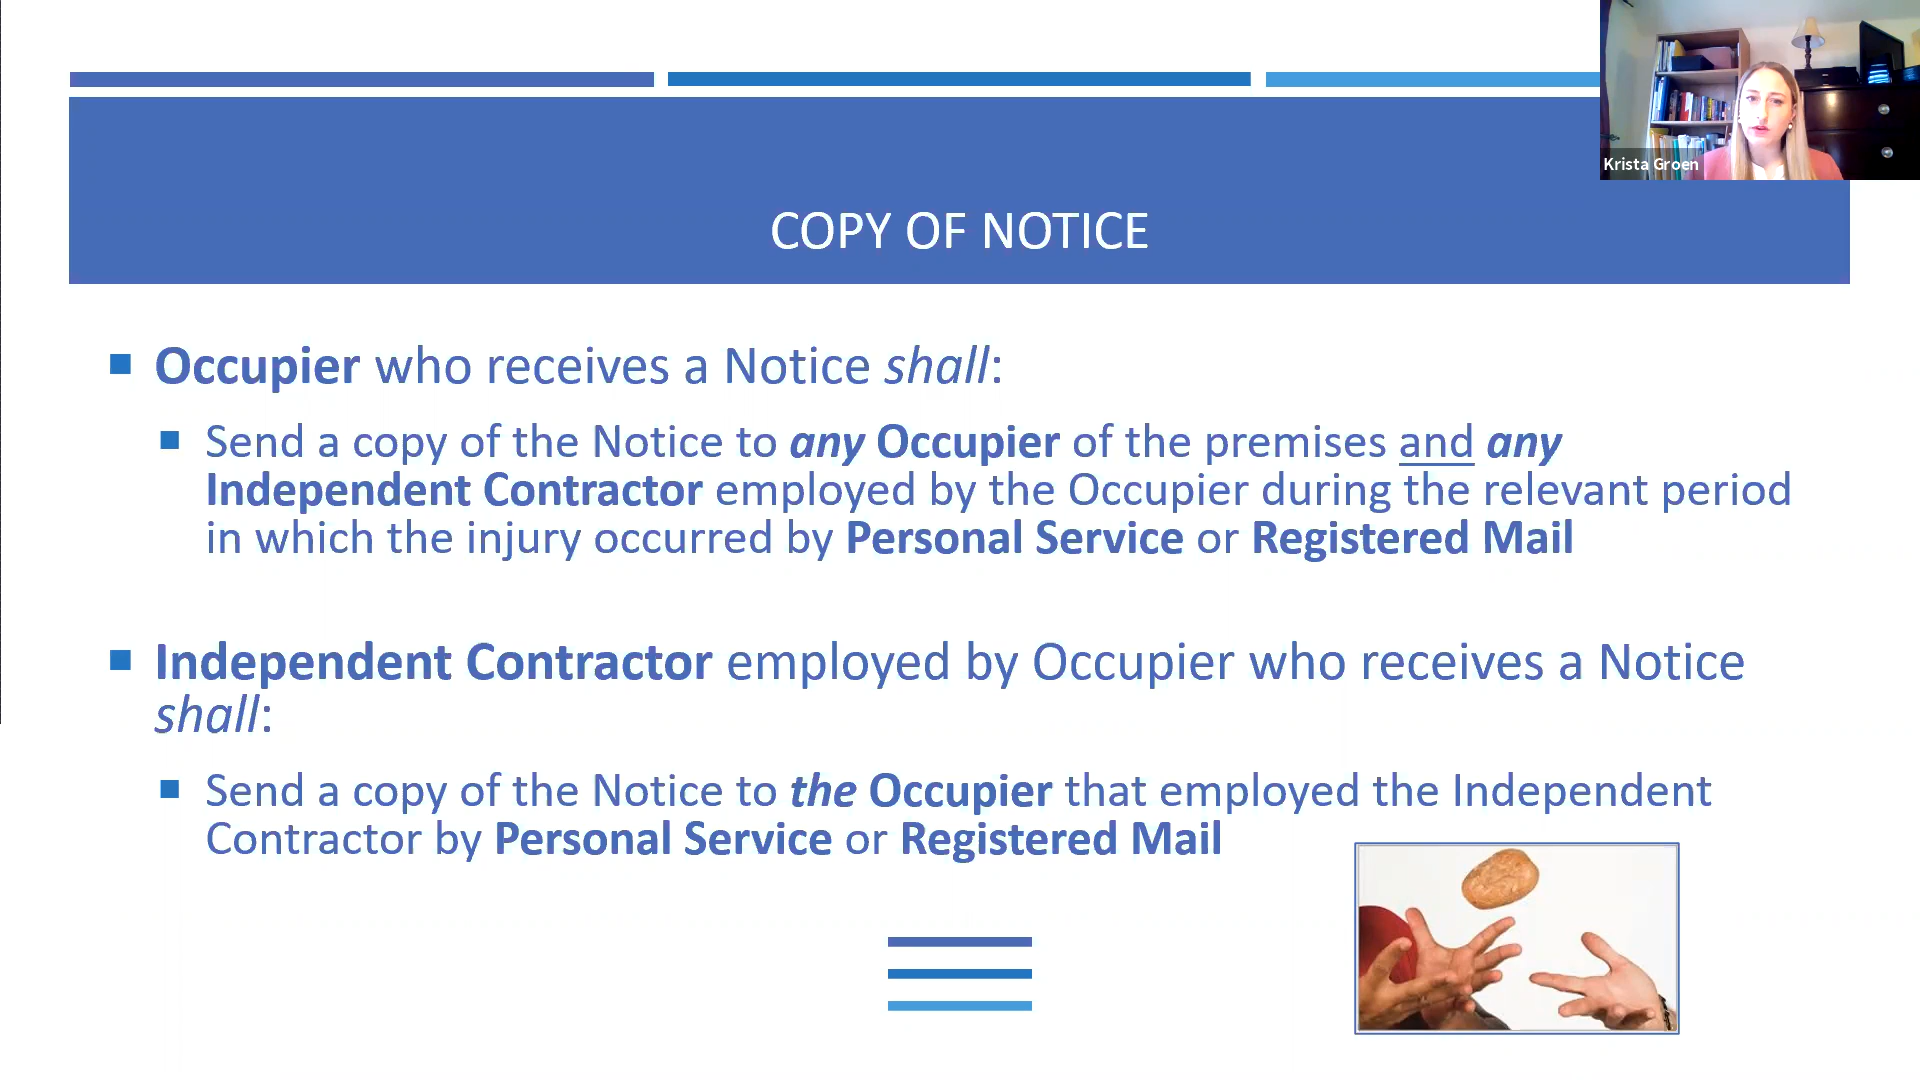 Krista Groen
COPY OF NOTICE
Occupier who receives a Notice shall:
Send a copy of the Notice to any Occupier of the premises and any
Independent Contractor employed by the Occupier during the relevant period
in which the injury occurred by Personal Service or Registered Mail
Independent Contractor employed by Occupier who receives a Notice
shall:
Send a copy of the Notice to the Occupier that employed the Independent
Contractor by Personal Service or Registered Mail